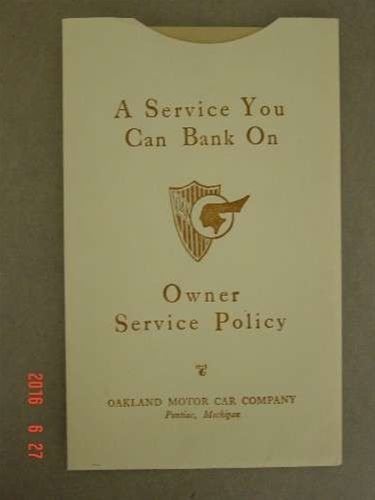 A Service You
Can Bank On
Owner
Service Policy
OAKLAND MOTOR CAR COMPANY
Pontiac, Michigan
2016 6 27